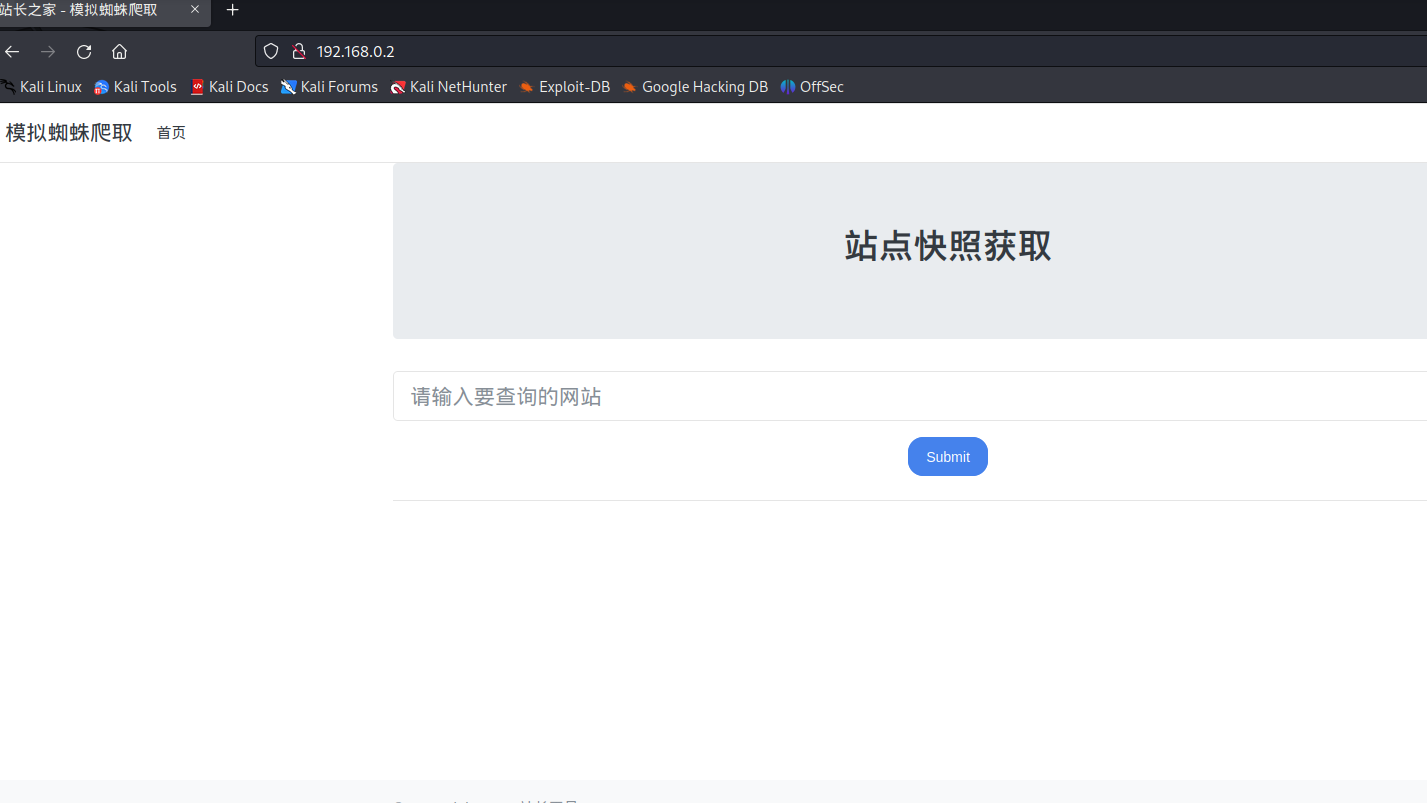 站长之家 - 模拟蜘蛛爬取
192.168.0.2
Kali Linux Kali Tools Kali Docs Kali Forums Kali NetHunter Exploit-DB Google Hacking DB OffSec
模拟蜘蛛爬取 首页
站点快照获取
请输入要查询的网站
Submit